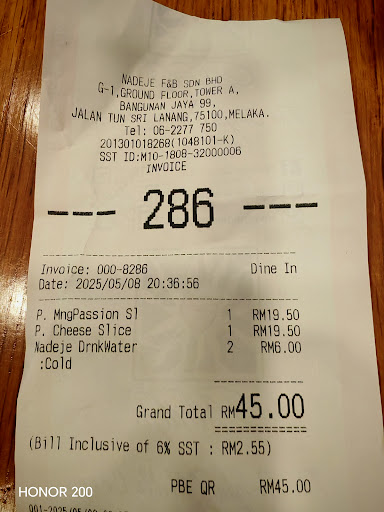 NADEJE F&B SDN BHD
G-1,GROUND FLOOR,TOWER A,
BANGUNAN JAYA 99,
JALAN TUN SRI LANANG,75100,MELAKA.
Tel: 06-2277 750
201301018268(1048101-K)
SST ID:M10-1808-32000006
INVOICE
--- 286 ---
Invoice: 000-8286 Dine In
Date: 2025/05/08 20:36:56
P. MngPassion Sl 1 RM19.50
P. Cheese Slice 1 RM19.50
Nadeje DrnkWater 2 RM6.00
:Cold
Grand Total RM45.00
(Bill Inclusive of 6% SST : RM2.55)
PBE QR RM45.00
HONOR 200